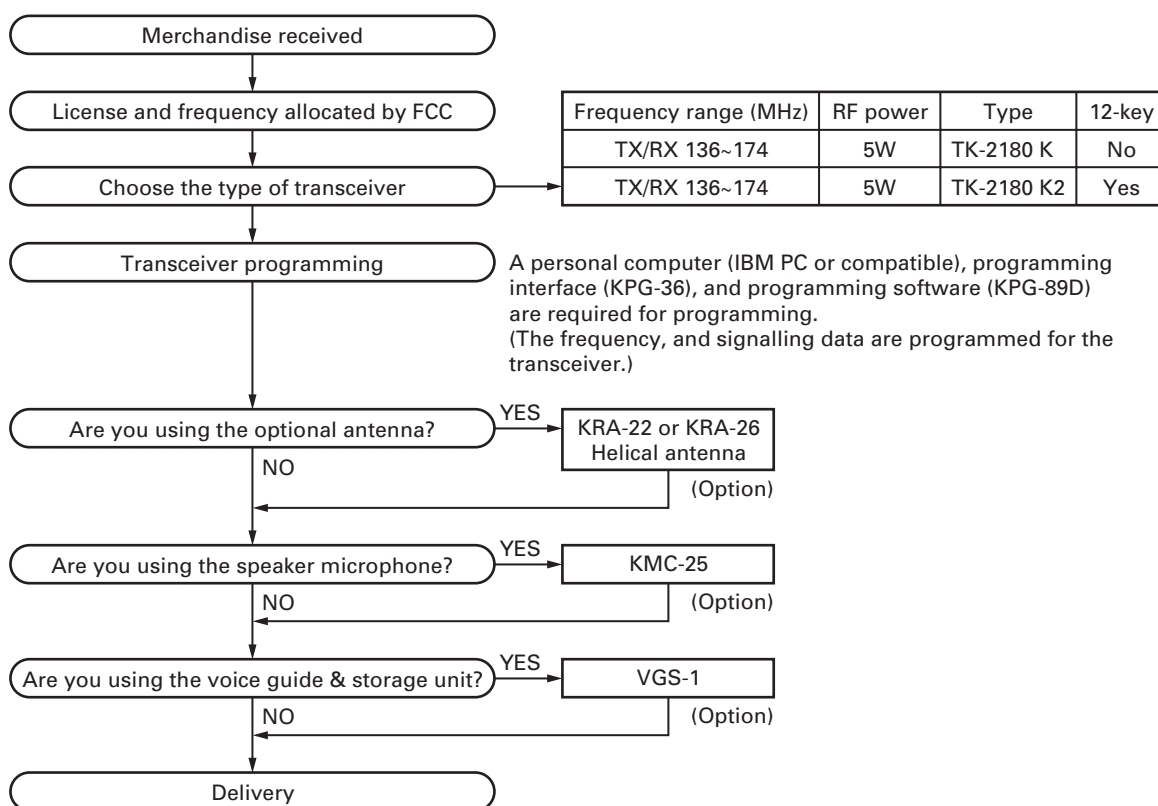 Merchandise received
License and frequency allocated by FCC
Frequency range (MHz) RF power Type 12-key
TX/RX 136~174 5W TK-2180 K No
TX/RX 136~174 5W TK-2180 K2 Yes
Choose the type of transceiver
Transceiver programming
A personal computer (IBM PC or compatible), programming
interface (KPG-36), and programming software (KPG-89D)
are required for programming.
(The frequency, and signalling data are programmed for the
transceiver.)
Are you using the optional antenna?
YES
KRA-22 or KRA-26
Helical antenna
(Option)
NO
Are you using the speaker microphone?
YES
KMC-25
(Option)
NO
Are you using the voice guide & storage unit?
YES
VGS-1
(Option)
NO
Delivery